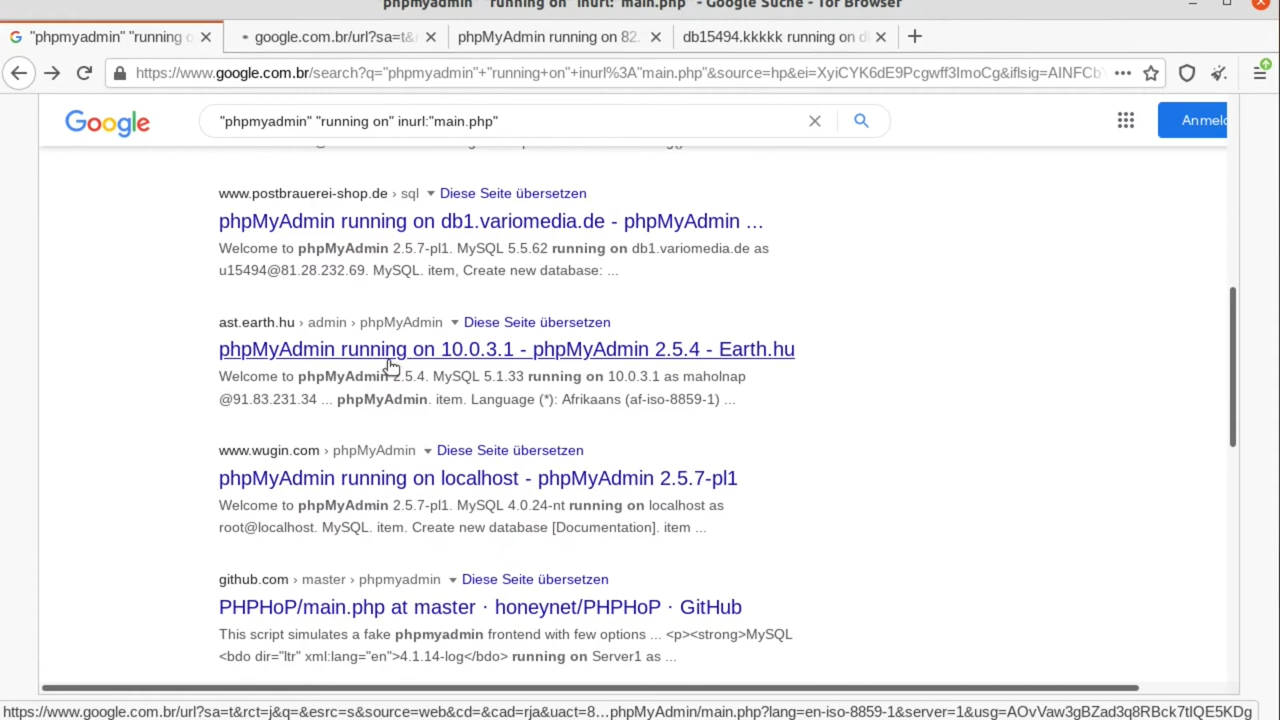 phpmyadmin" "running on" inurl:"main.php" - Google Suche - Tor Browser
"phpmyadmin" "running o
google.com.br/url?sa=t&r
phpMyAdmin running on 82.
db15494.kkkkk running on d
https://www.google.com.br/search?q="phpmyadmin"+"running+on"+inurl%3A"main.php"&source=hp&ei=XyiCYK6dE9Pcgwff3ImoCg&iflsig=AINFCb
Google
"phpmyadmin" "running on" inurl:"main.php"
Anmeld
www.postbrauerei-shop.de › sql Diese Seite übersetzen
phpMyAdmin running on db1.variomedia.de - phpMyAdmin ...
Welcome to phpMyAdmin 2.5.7-pl1. MySQL 5.5.62 running on db1.variomedia.de as
u15494@81.28.232.69. MySQL. item, Create new database: ...
ast.earth.hu › admin › phpMyAdmin Diese Seite übersetzen
phpMyAdmin running on 10.0.3.1 - phpMyAdmin 2.5.4 - Earth.hu
Welcome to phpMyAdmin 2.5.4. MySQL 5.1.33 running on 10.0.3.1 as maholnap
@91.83.231.34 ... phpMyAdmin. item. Language (*): Afrikaans (af-iso-8859-1) ...
www.wugin.com › phpMyAdmin Diese Seite übersetzen
phpMyAdmin running on localhost - phpMyAdmin 2.5.7-pl1
Welcome to phpMyAdmin 2.5.7-pl1. MySQL 4.0.24-nt running on localhost as
root@localhost. MySQL. item. Create new database [Documentation]. item ...
github.com › master › phpmyadmin Diese Seite übersetzen
PHPHoP/main.php at master · honeynet/PHPHoP · GitHub
This script simulates a fake phpmyadmin frontend with few options ... <p><strong>MySQL
<bdo dir="ltr" xml:lang="en">4.1.14-log</bdo> running on Server1 as ...
https://www.google.com.br/url?sa=t&rct=j&q=&esrc=s&source=web&cd=&cad=rja&uact=8…phpMyAdmin/main.php?lang=en-iso-8859-1&server=1&usg=AOvVaw3gBZad3q8RBck7tIQE5KDg